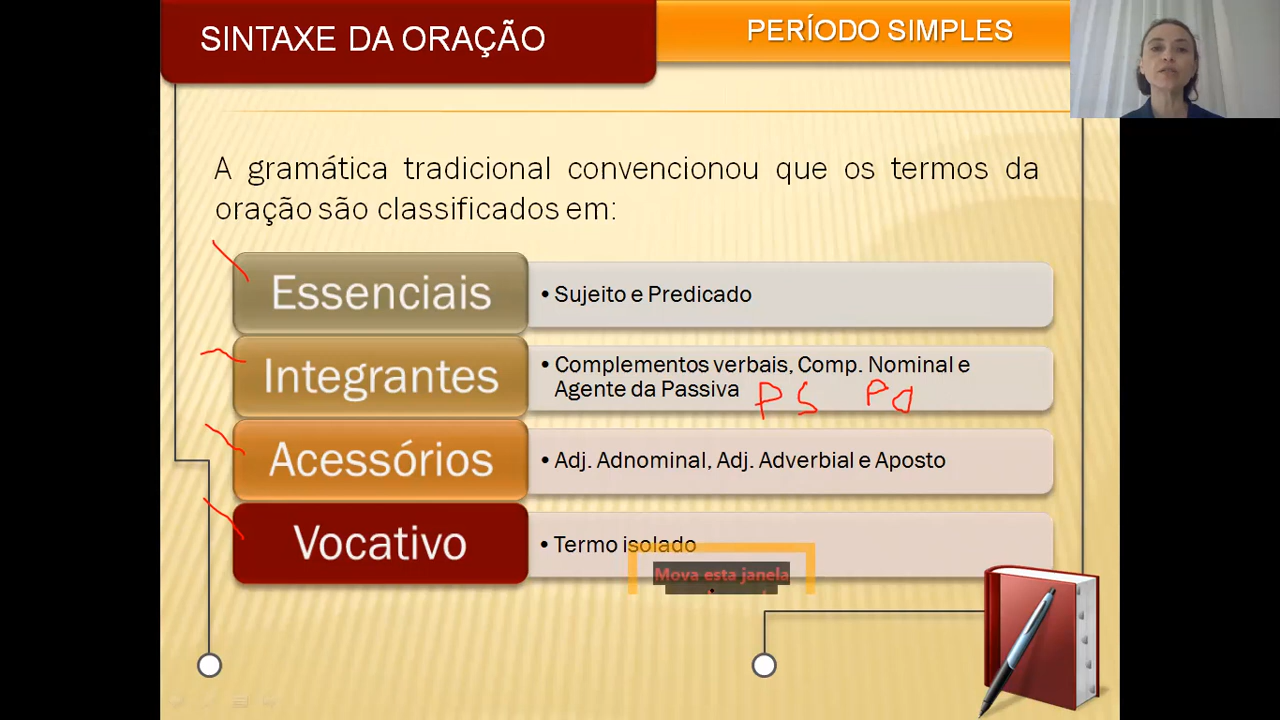 SINTAXE DA ORAÇÃO
PERÍODO SIMPLES
A gramática tradicional convencionou que os termos da
oração são classificados em:
Essenciais
• Sujeito e Predicado
Integrantes
• Complementos verbais, Comp. Nominal e
Agente da Passiva PS PO
Acessórios
• Adj. Adnominal, Adj. Adverbial e Aposto
Vocativo
• Termo isolado
Mova esta janela